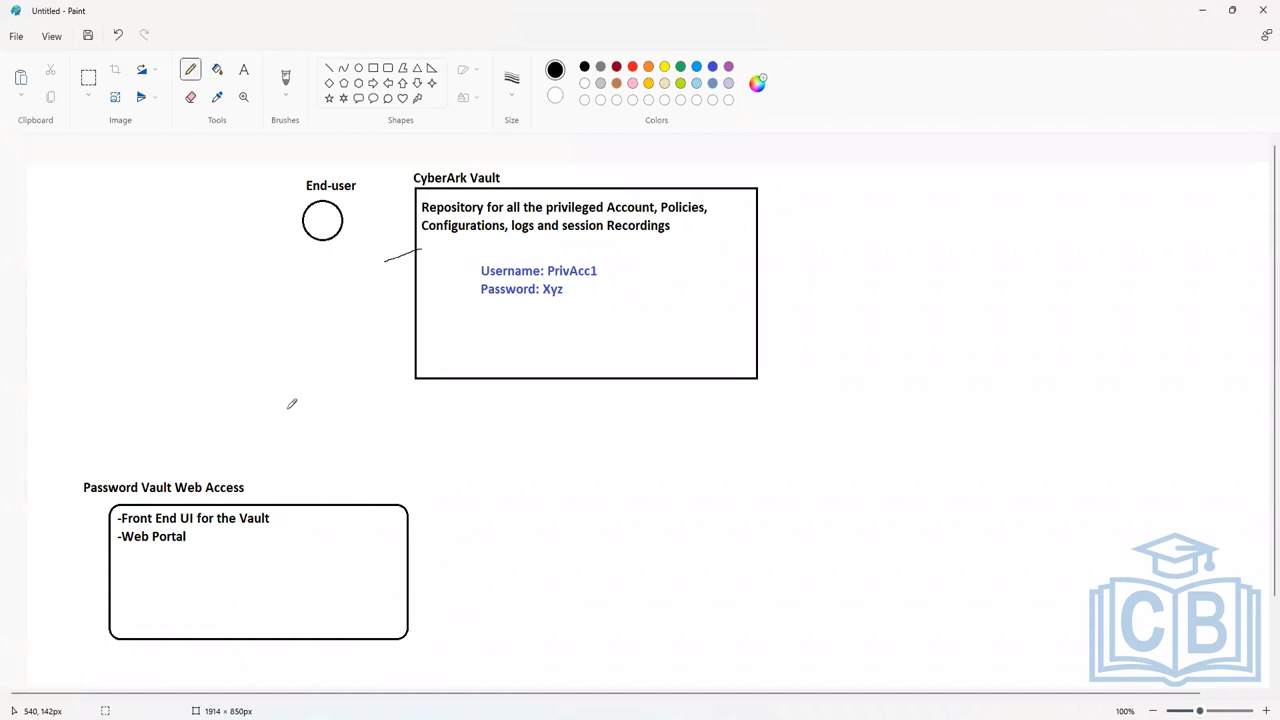 Untitled - Paint
File View
Clipboard Image Tools Brushes Shapes Size Colors
End-user
CyberArk Vault
Repository for all the privileged Account, Policies,
Configurations, logs and session Recordings
Username: PrivAcc1
Password: Xyz
Password Vault Web Access
-Front End UI for the Vault
-Web Portal
CB
540, 142px 1914 × 850px 100%